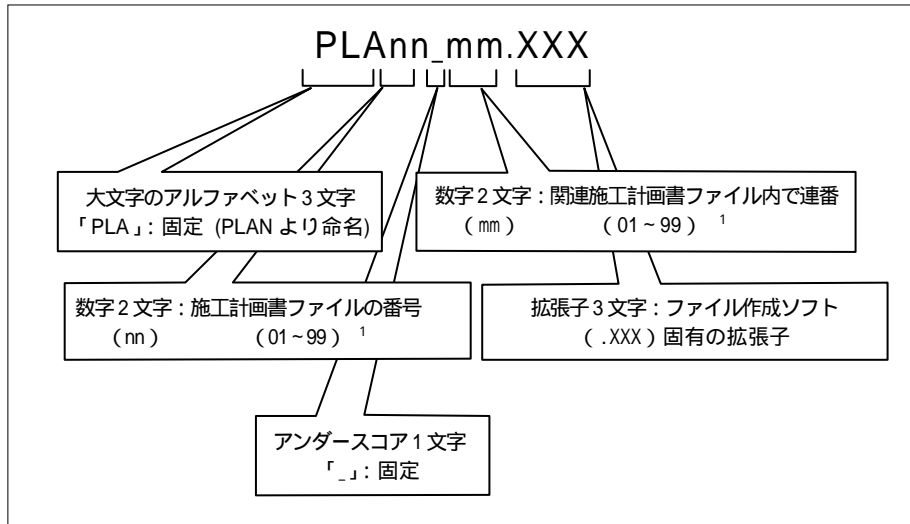 PLAnn_mm.XXX
大文字のアルファベット3文字
「PLA」：固定 (PLANより命名)
数字2文字：関連施工計画書ファイル内で連番
（mm） （01～99） 1
数字2文字：施工計画書ファイルの番号
（nn） （01～99） 1
拡張子3文字：ファイル作成ソフト
（.XXX）固有の拡張子
アンダースコア1文字
「_」：固定